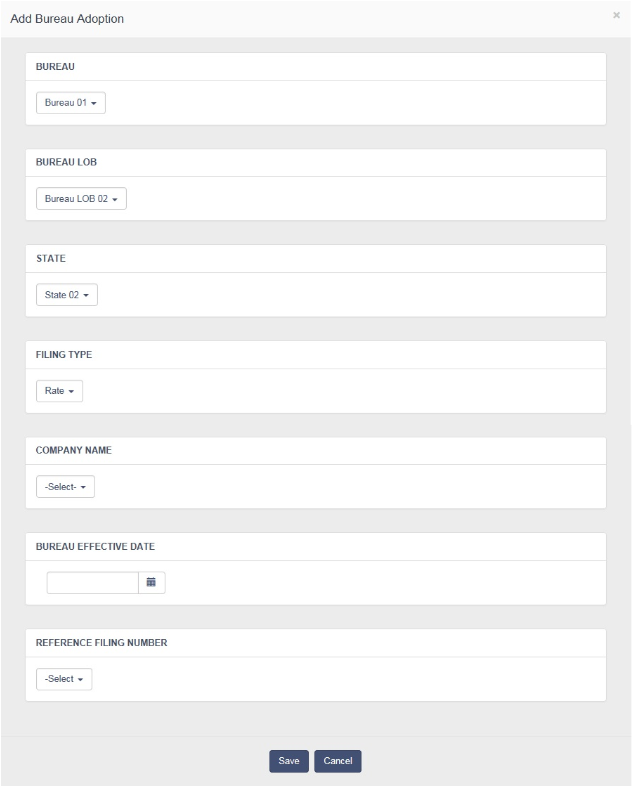 Add Bureau Adoption ×
BUREAU
Bureau 01
BUREAU LOB
Bureau LOB 02
STATE
State 02
FILING TYPE
Rate
COMPANY NAME
-Select-
BUREAU EFFECTIVE DATE
REFERENCE FILING NUMBER
-Select
Save Cancel